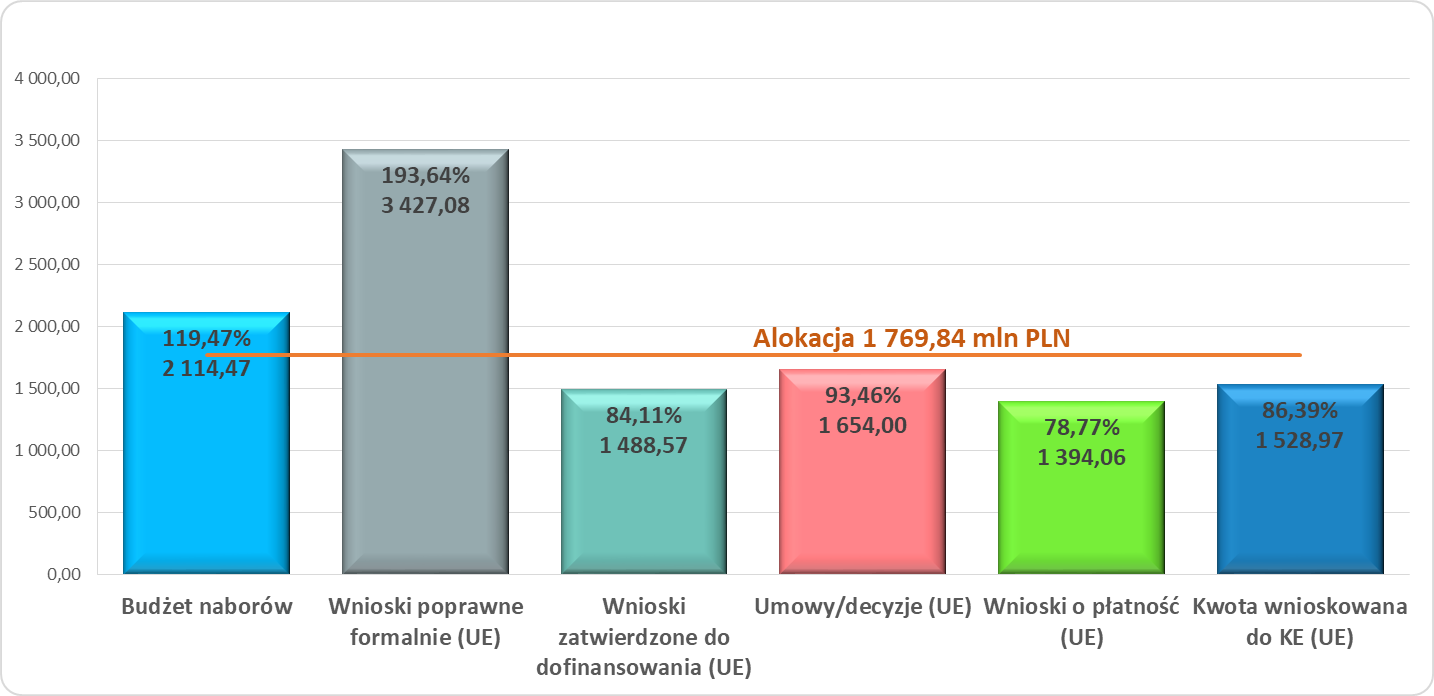 4 000,00
3 500,00
3 000,00
2 500,00
2 000,00
1 500,00
1 000,00
500,00
0,00
119,47%
2 114,47
193,64%
3 427,08
84,11%
1 488,57
93,46%
1 654,00
78,77%
1 394,06
86,39%
1 528,97
Alokacja 1 769,84 mln PLN
Budżet naborów
Wnioski poprawne
formalnie (UE)
Wnioski
zatwierdzone do
dofinansowania (UE)
Umowy/decyzje (UE)
Wnioski o płatność
(UE)
Kwota wnioskowana
do KE (UE)